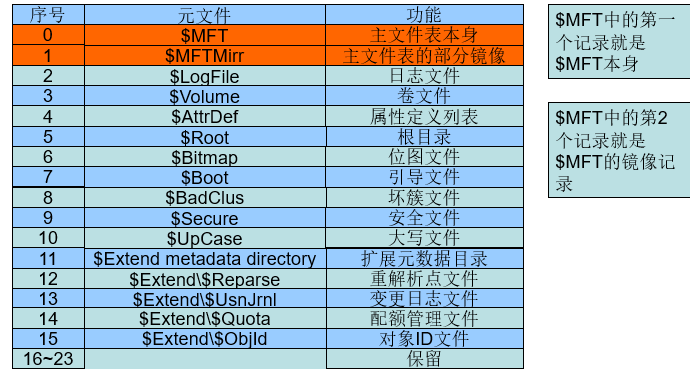 序号 元文件 功能
0 $MFT 主文件表本身
1 $MFTMirr 主文件表的部分镜像
2 $LogFile 日志文件
3 $Volume 卷文件
4 $AttrDef 属性定义列表
5 $Root 根目录
6 $Bitmap 位图文件
7 $Boot 引导文件
8 $BadClus 坏簇文件
9 $Secure 安全文件
10 $UpCase 大写文件
11 $Extend metadata directory 扩展元数据目录
12 $Extend\$Reparse 重解析点文件
13 $Extend\$UsnJrnl 变更日志文件
14 $Extend\$Quota 配额管理文件
15 $Extend\$ObjId 对象ID文件
16~23 保留
$MFT中的第一
个记录就是
$MFT本身
$MFT中的第2
个记录就是
$MFT的镜像记
录